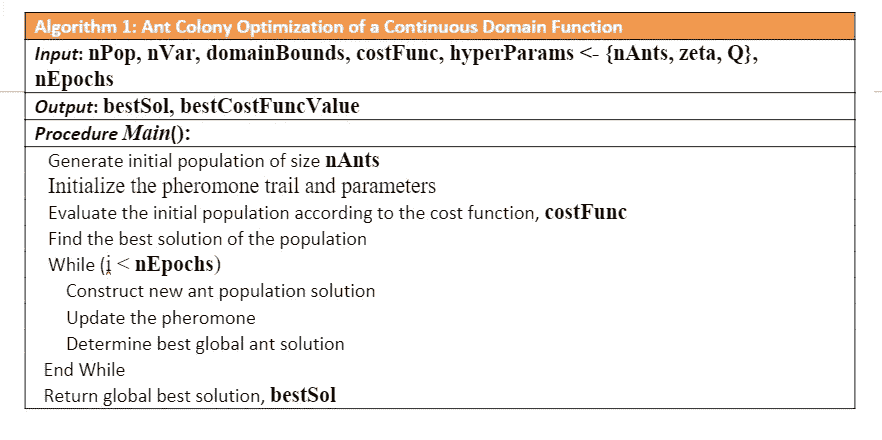 Algorithm 1: Ant Colony Optimization of a Continuous Domain Function
Input: nPop, nVar, domainBounds, costFunc, hyperParams <- {nAnts, zeta, Q},
nEpochs
Output: bestSol, bestCostFuncValue
Procedure Main():
Generate initial population of size nAnts
Initialize the pheromone trail and parameters
Evaluate the initial population according to the cost function, costFunc
Find the best solution of the population
While (i < nEpochs)
Construct new ant population solution
Update the pheromone
Determine best global ant solution
End While
Return global best solution, bestSol